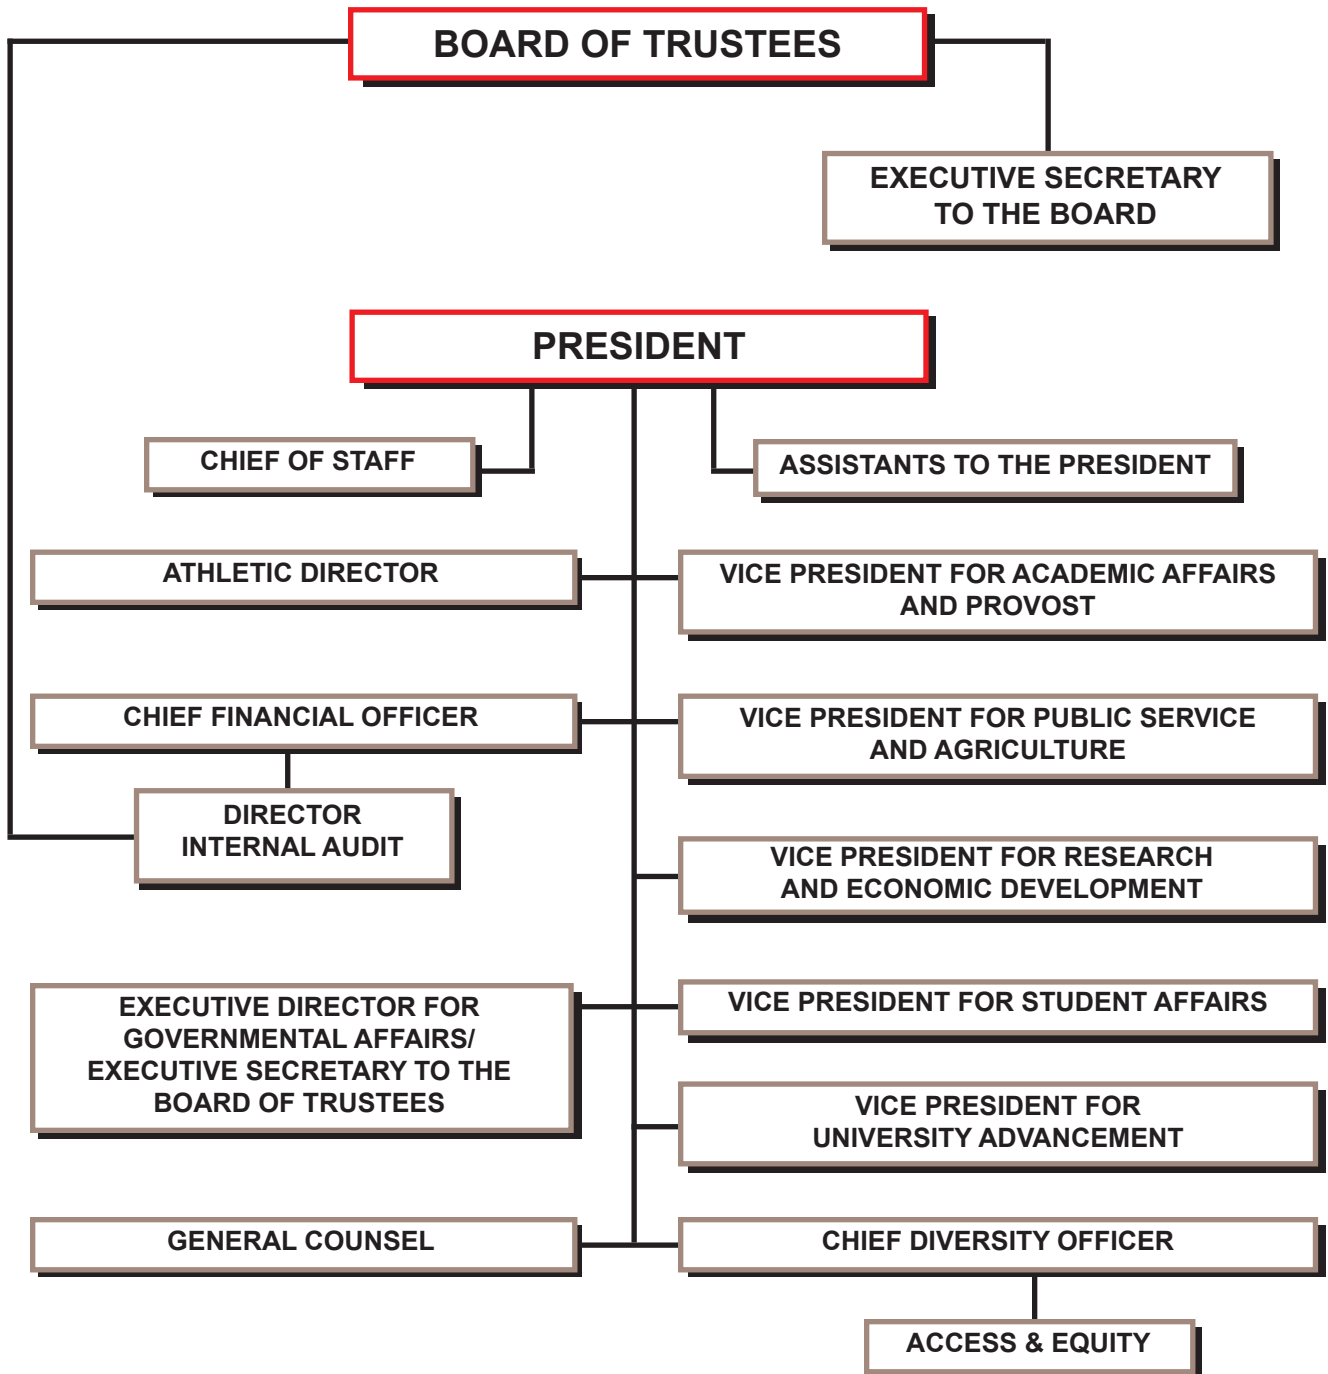 BOARD OF TRUSTEES
EXECUTIVE SECRETARY
TO THE BOARD
PRESIDENT
CHIEF OF STAFF
ASSISTANTS TO THE PRESIDENT
ATHLETIC DIRECTOR
VICE PRESIDENT FOR ACADEMIC AFFAIRS
AND PROVOST
CHIEF FINANCIAL OFFICER
VICE PRESIDENT FOR PUBLIC SERVICE
AND AGRICULTURE
DIRECTOR
INTERNAL AUDIT
VICE PRESIDENT FOR RESEARCH
AND ECONOMIC DEVELOPMENT
EXECUTIVE DIRECTOR FOR
GOVERNMENTAL AFFAIRS/
EXECUTIVE SECRETARY TO THE
BOARD OF TRUSTEES
VICE PRESIDENT FOR STUDENT AFFAIRS
VICE PRESIDENT FOR
UNIVERSITY ADVANCEMENT
GENERAL COUNSEL
CHIEF DIVERSITY OFFICER
ACCESS & EQUITY